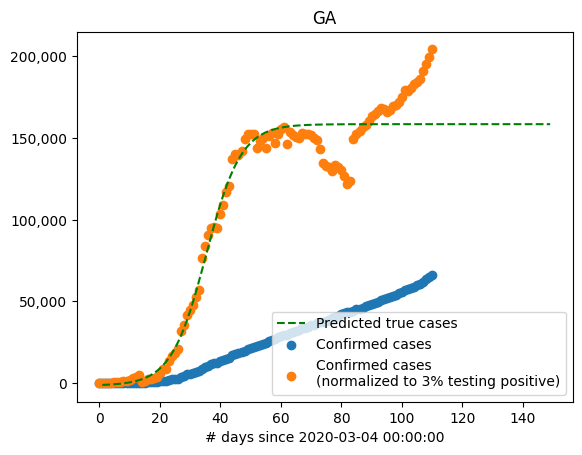 GA
200,000
150,000
100,000
50,000
0
Predicted true cases
Confirmed cases
Confirmed cases
(normalized to 3% testing positive)
0 20 40 60 80 100 120 140
# days since 2020-03-04 00:00:00